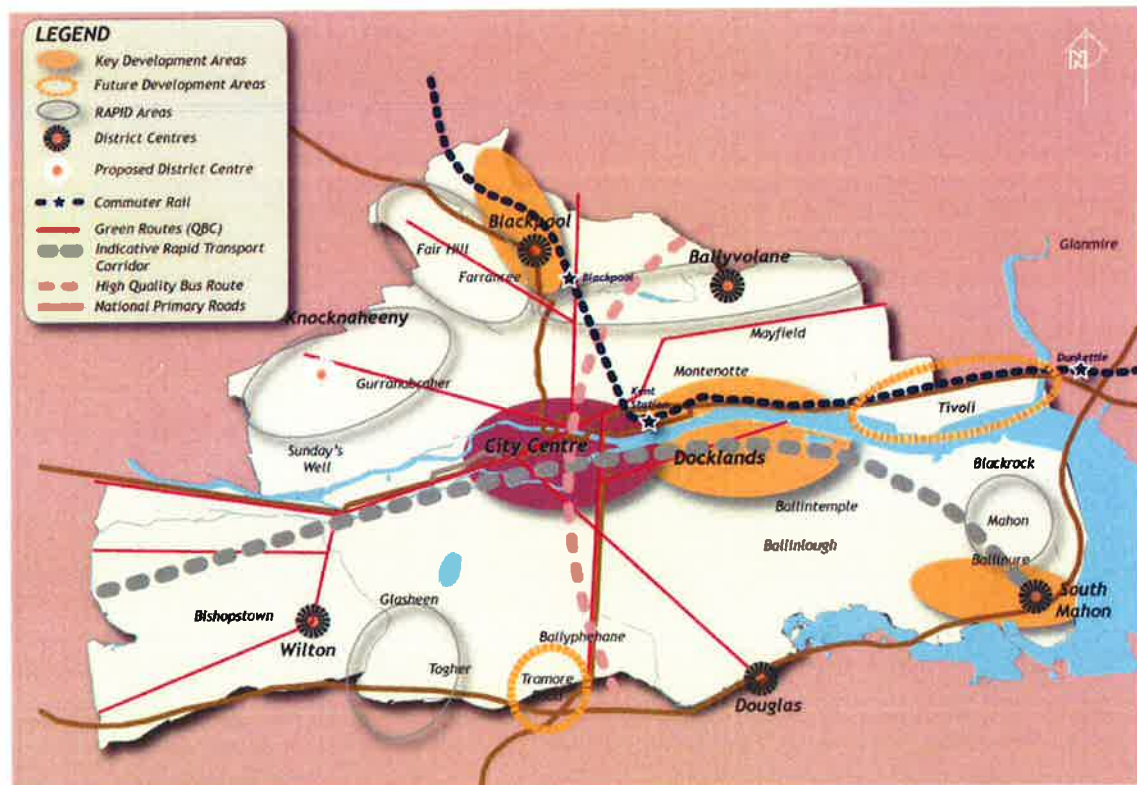 LEGEND
Key Development Areas
Future Development Areas
RAPID Areas
District Centres
Proposed District Centre
Commuter Rail
Green Routes (QBC)
Indicative Rapid Transport
Corridor
High Quality Bus Route
National Primary Roads
N
Blackpool
Fair Hill
Farranree
Blackpool
Ballyvolane
Glanmire
Knocknaheeny
Mayfield
Gurranabraher
Montenotte
Dunkettle
Kent
Station
Tivoli
Sunday's
Well
City Centre
Docklands
Blackrock
Ballintemple
Mahon
Ballinlough
Ballinure
South
Mahon
Bishopstown
Glasheen
Wilton
Ballyphehane
Togher
Tramore
Douglas